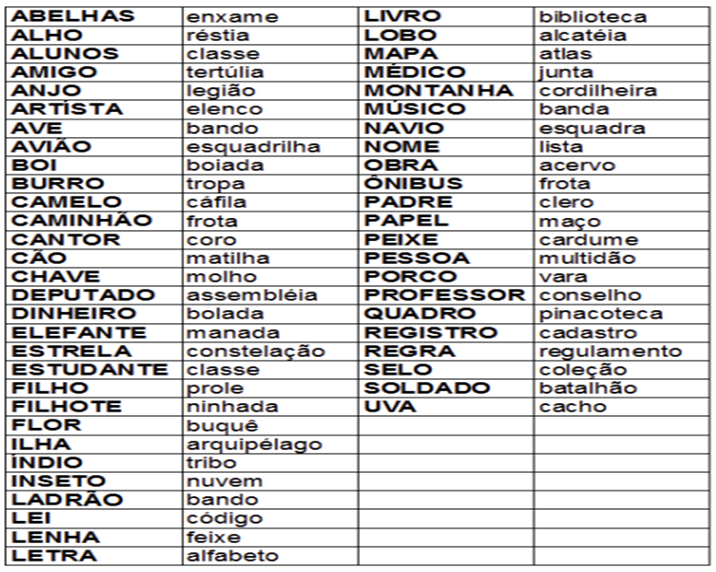 ABELHAS enxame LIVRO biblioteca
ALHO réstia LOBO alcatéia
ALUNOS classe MAPA atlas
AMIGO tertúlia MÉDICO junta
ANJO legião MONTANHA cordilheira
ARTÍSTA elenco MÚSICO banda
AVE bando NAVIO esquadra
AVIÃO esquadrilha NOME lista
BOI boiada OBRA acervo
BURRO tropa ÔNIBUS frota
CAMELO cáfila PADRE clero
CAMINHÃO frota PAPEL maço
CANTOR coro PEIXE cardume
CÃO matilha PESSOA multidão
CHAVE molho PORCO vara
DEPUTADO assembléia PROFESSOR conselho
DINHEIRO bolada QUADRO pinacoteca
ELEFANTE manada REGISTRO cadastro
ESTRELA constelação REGRA regulamento
ESTUDANTE classe SELO coleção
FILHO prole SOLDADO batalhão
FILHOTE ninhada UVA cacho
FLOR buquê
ILHA arquipélago
ÍNDIO tribo
INSETO nuvem
LADRÃO bando
LEI código
LENHA feixe
LETRA alfabeto